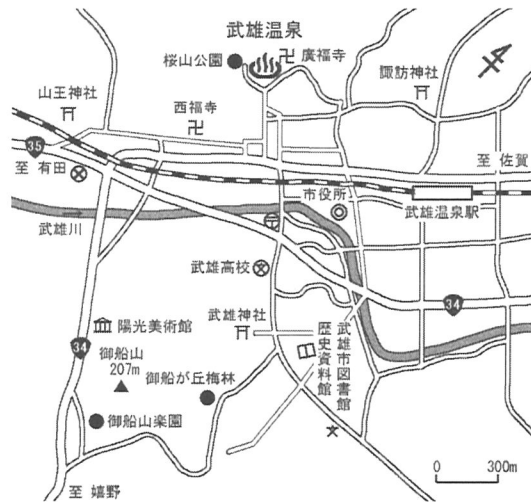 武雄温泉
桜山公園
廣福寺
諏訪神社
山王神社
西福寺
35
至 有田
至 佐賀
市役所
武雄温泉駅
武雄川
武雄高校
34
武雄神社
陽光美術館
武雄市図書館
歴史資料館
34
御船山
207m
御船が丘梅林
御船山楽園
至 嬉野
0 300m